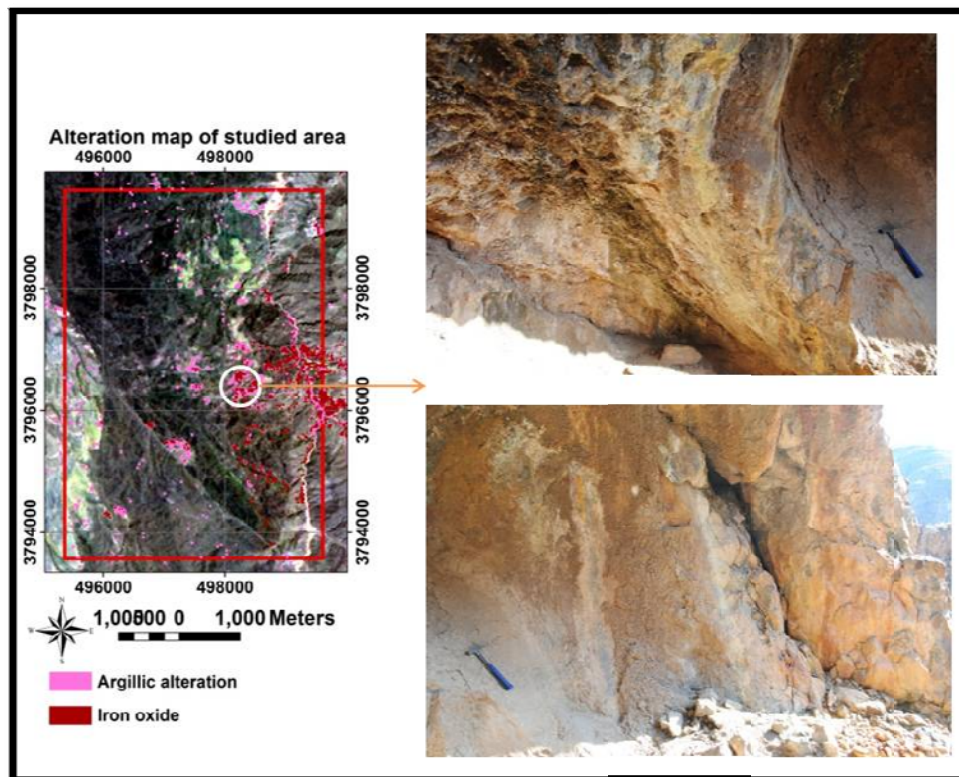 Alteration map of studied area
496000 498000
3798000 3798000
3796000 3796000
3794000 3794000
496000 498000
N
W E
S
1,000500 0 1,000 Meters
Argillic alteration
Iron oxide